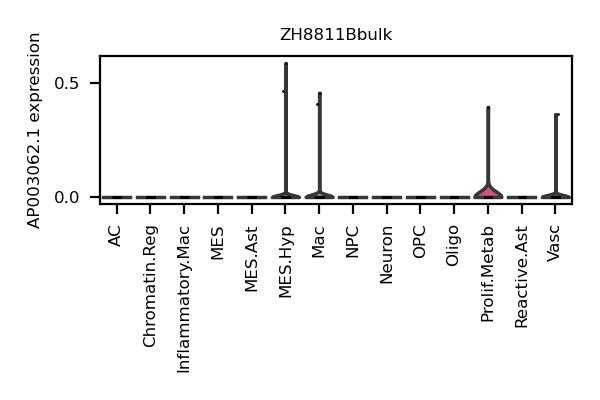 ZH8811Bbulk
AP003062.1 expression
0.5
0.0
AC
Chromatin.Reg
Inflammatory.Mac
MES
MES.Ast
MES.Hyp
Mac
NPC
Neuron
OPC
Oligo
Prolif.Metab
Reactive.Ast
Vasc